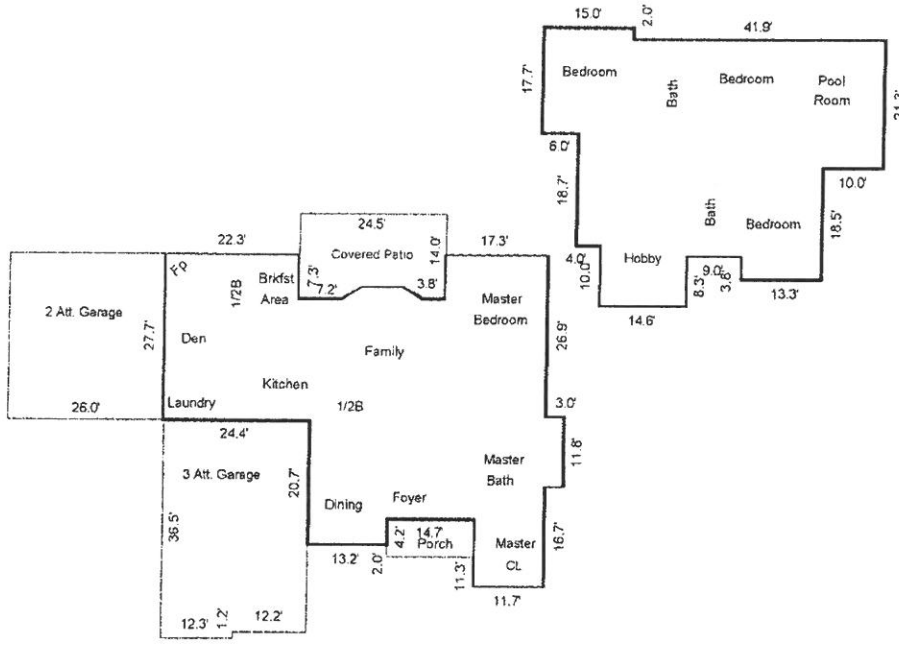 15.0'
2.0'
41.9'
17.7'
Bedroom
Bath
Bedroom
Pool
Room
6.0'
10.0'
18.7'
Bath
Bedroom
18.5'
4.0'
10.0'
Hobby
9.0'
8.3'
3.8'
13.3'
14.6'
24.5'
22.3'
Covered Patio
14.0'
17.3'
Fp
1/2B
Brkfst
Area
7.3'
7.2'
3.8'
Master
Bedroom
2 Att. Garage
27.7'
Den
Family
26.9'
Kitchen
Laundry
1/2B
26.0'
3.0'
24.4'
11.8'
3 Att. Garage
20.7'
Master
Bath
Dining
Foyer
36.5'
4.2'
14.7'
Porch
16.7'
13.2'
2.0'
11.3'
Master
CL
11.7'
12.3'
1.2'
12.2'